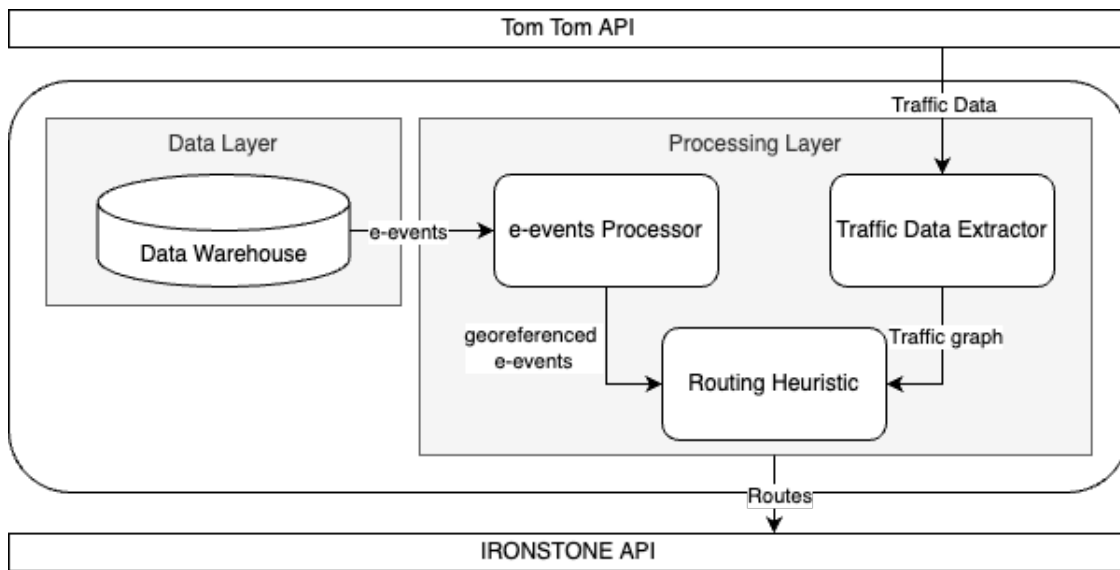 Tom Tom API
Traffic Data
Data Layer
Processing Layer
Data Warehouse
e-events
e-events Processor
Traffic Data Extractor
georeferenced
e-events
Traffic graph
Routing Heuristic
Routes
IRONSTONE API